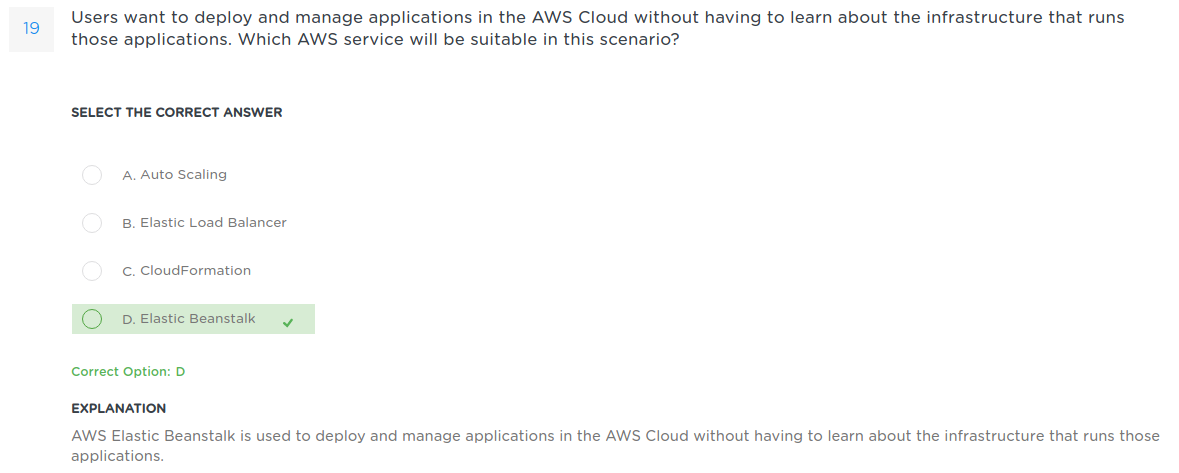 19
Users want to deploy and manage applications in the AWS Cloud without having to learn about the infrastructure that runs
those applications. Which AWS service will be suitable in this scenario?
SELECT THE CORRECT ANSWER
A. Auto Scaling
B. Elastic Load Balancer
C. CloudFormation
D. Elastic Beanstalk
Correct Option: D
EXPLANATION
AWS Elastic Beanstalk is used to deploy and manage applications in the AWS Cloud without having to learn about the infrastructure that runs those
applications.